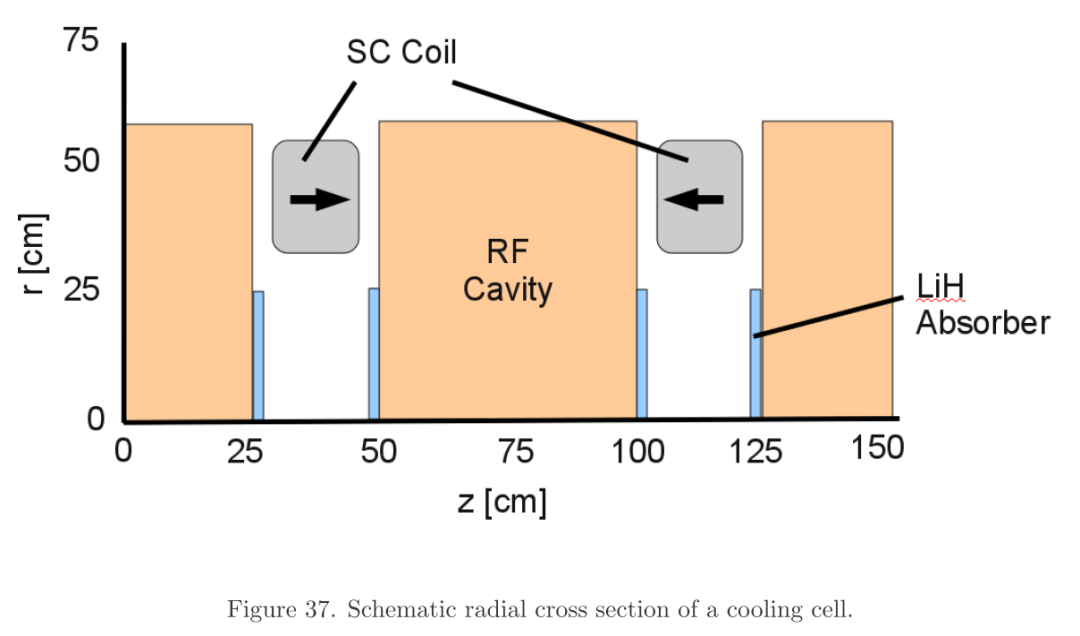 75
SC Coil
50
RF
Cavity
r [cm]
25
LiH
Absorber
0
0 25 50 75 100 125 150
z [cm]
Figure 37. Schematic radial cross section of a cooling cell.